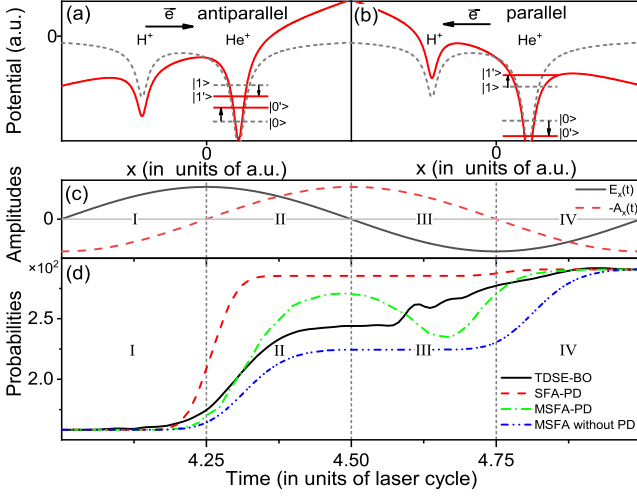 (a) e antiparallel
(b) e parallel
H⁺ He⁺
H⁺ He⁺
Potential (a.u.)
0
|1>
|1'>
|0'>
|0>
|1'>
|1>
|0>
|0'>
0 0
x (in units of a.u.) x (in units of a.u.)
(c)
Eₓ(t)
-Aₓ(t)
Amplitudes
0
I II III IV
×10²
(d)
Probabilities
2.5
2.0
I II III IV
TDSE-BO
SFA-PD
MSFA-PD
MSFA without PD
4.25 4.50 4.75
Time (in units of laser cycle)